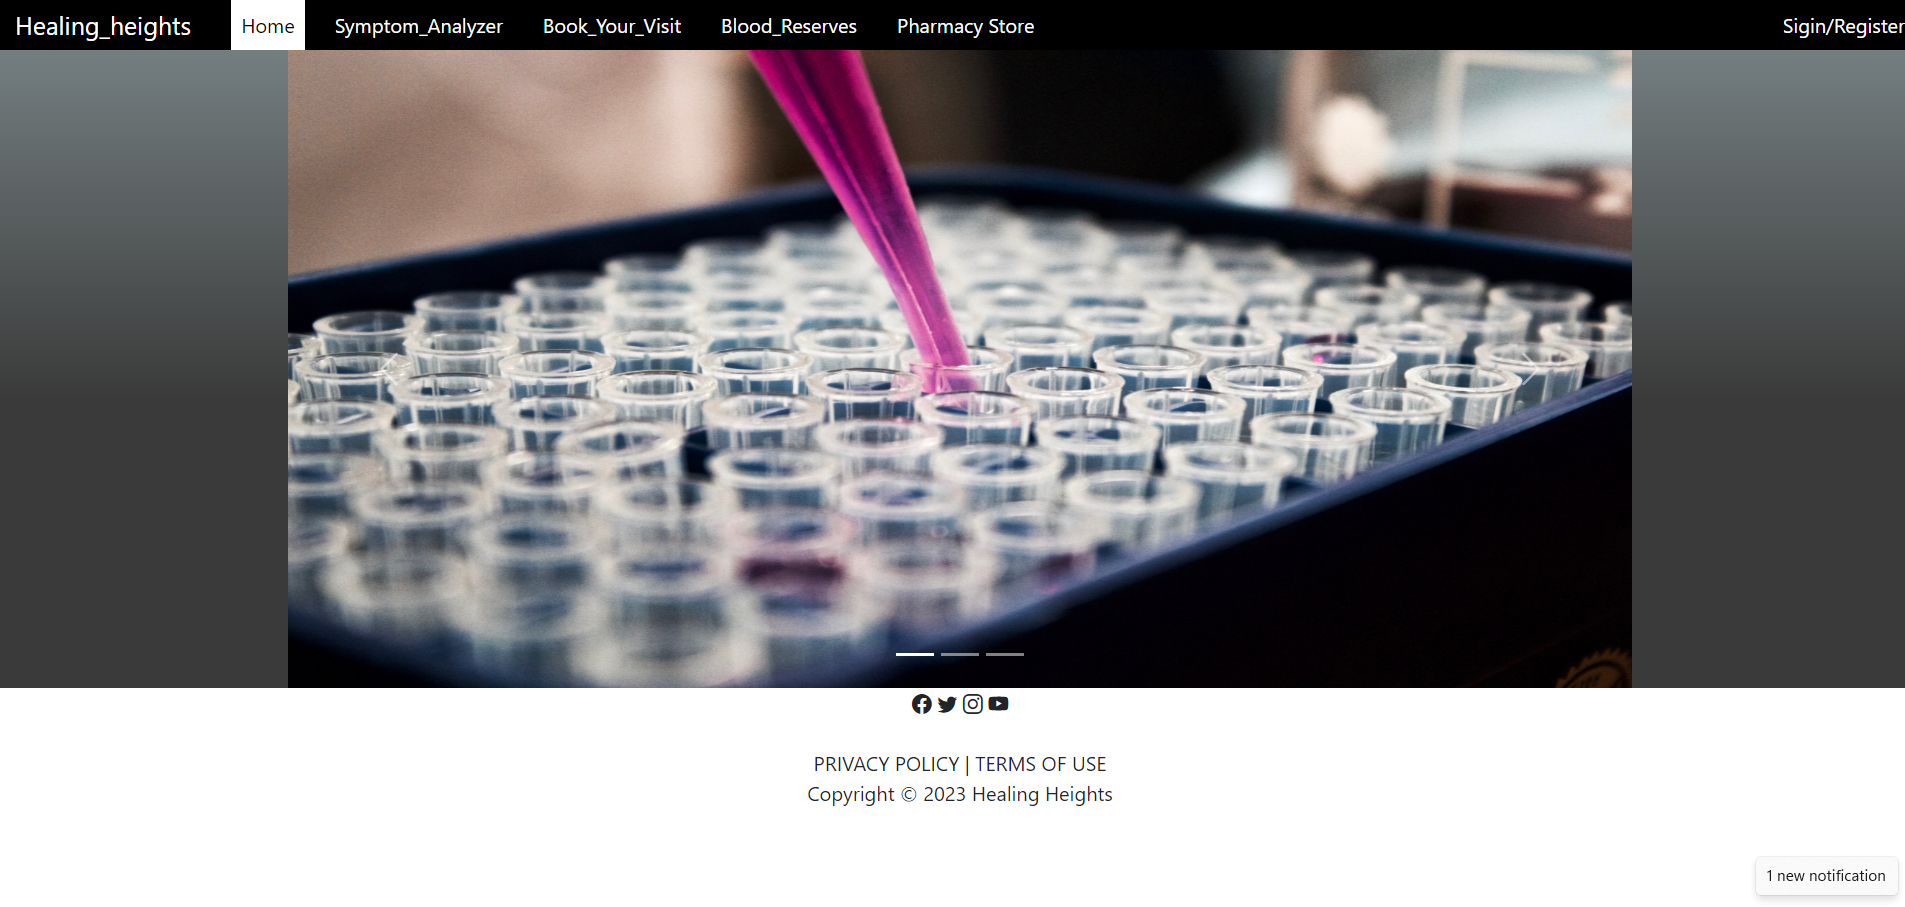 Healing_heights Home Symptom_Analyzer Book_Your_Visit Blood_Reserves Pharmacy Store Sigin/Register
PRIVACY POLICY | TERMS OF USE
Copyright © 2023 Healing Heights
1 new notification